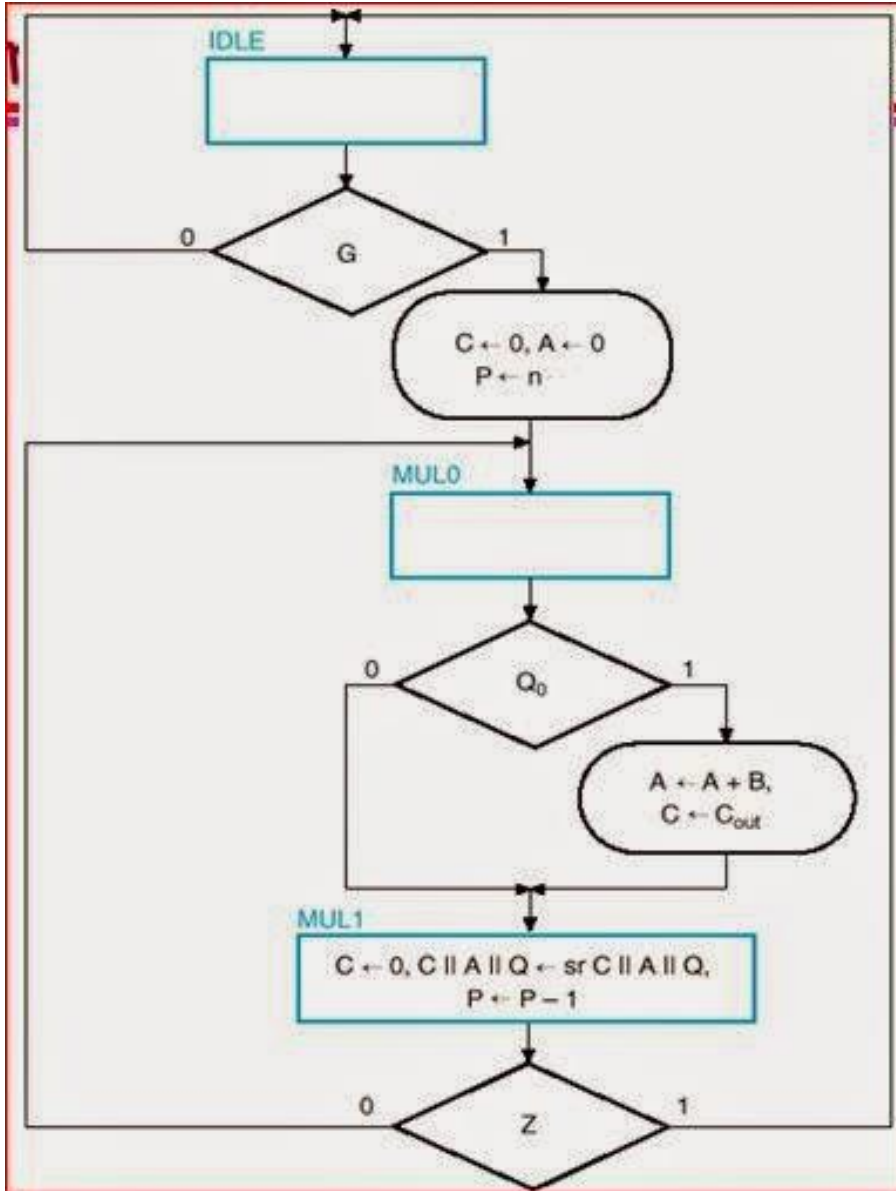 IDLE
0
G
1
C ← 0, A ← 0
P ← n
MUL0
0
Q₀
1
A ← A + B,
C ← Cout
MUL1
C ← 0, C || A || Q ← sr C || A || Q,
P ← P – 1
0
Z
1